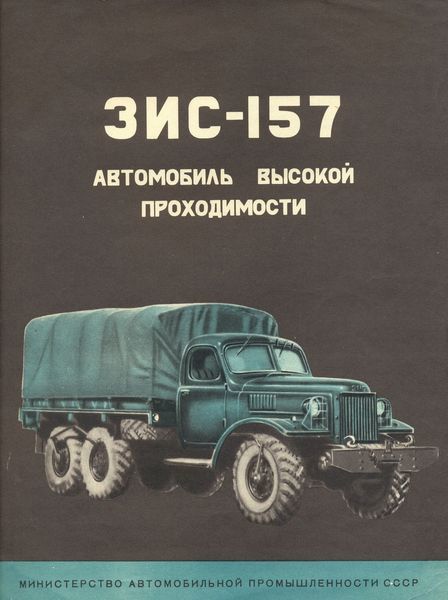 ЗИС-157
АВТОМОБИЛЬ ВЫСОКОЙ
ПРОХОДИМОСТИ
МИНИСТЕРСТВО АВТОМОБИЛЬНОЙ ПРОМЫШЛЕННОСТИ СССР